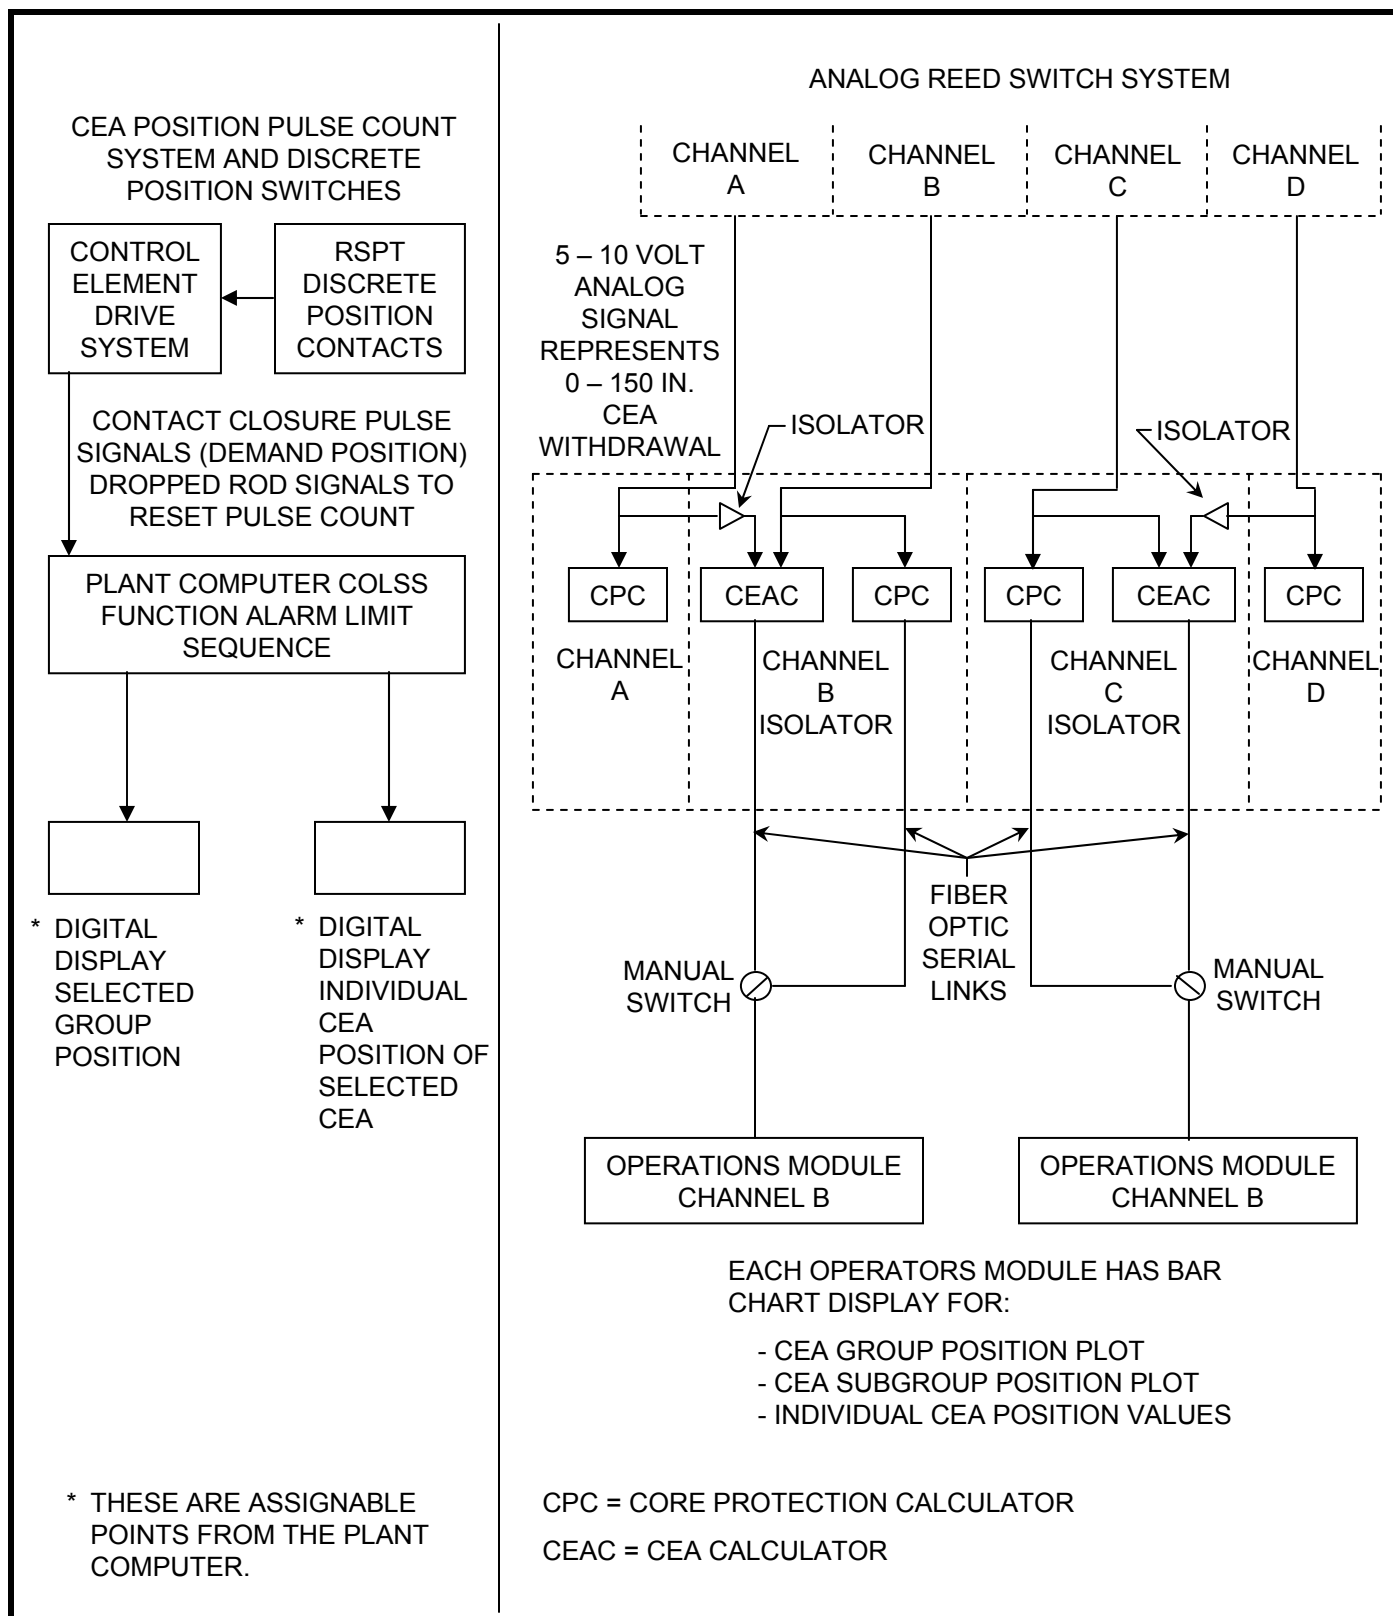 CEA POSITION PULSE COUNT
SYSTEM AND DISCRETE
POSITION SWITCHES
CONTROL
ELEMENT
DRIVE
SYSTEM
RSPT
DISCRETE
POSITION
CONTACTS
CONTACT CLOSURE PULSE
SIGNALS (DEMAND POSITION)
DROPPED ROD SIGNALS TO
RESET PULSE COUNT
PLANT COMPUTER COLSS
FUNCTION ALARM LIMIT
SEQUENCE
* DIGITAL
DISPLAY
SELECTED
GROUP
POSITION
* DIGITAL
DISPLAY
INDIVIDUAL
CEA
POSITION OF
SELECTED
CEA
* THESE ARE ASSIGNABLE
POINTS FROM THE PLANT
COMPUTER.
ANALOG REED SWITCH SYSTEM
CHANNEL
A
CHANNEL
B
CHANNEL
C
CHANNEL
D
5 – 10 VOLT
ANALOG
SIGNAL
REPRESENTS
0 – 150 IN.
CEA
WITHDRAWAL
ISOLATOR
ISOLATOR
CPC
CEAC
CPC
CPC
CEAC
CPC
CHANNEL
A
CHANNEL
B
ISOLATOR
CHANNEL
C
ISOLATOR
CHANNEL
D
FIBER
OPTIC
SERIAL
LINKS
MANUAL
SWITCH
MANUAL
SWITCH
OPERATIONS MODULE
CHANNEL B
OPERATIONS MODULE
CHANNEL B
EACH OPERATORS MODULE HAS BAR
CHART DISPLAY FOR:
- CEA GROUP POSITION PLOT
- CEA SUBGROUP POSITION PLOT
- INDIVIDUAL CEA POSITION VALUES
CPC = CORE PROTECTION CALCULATOR
CEAC = CEA CALCULATOR